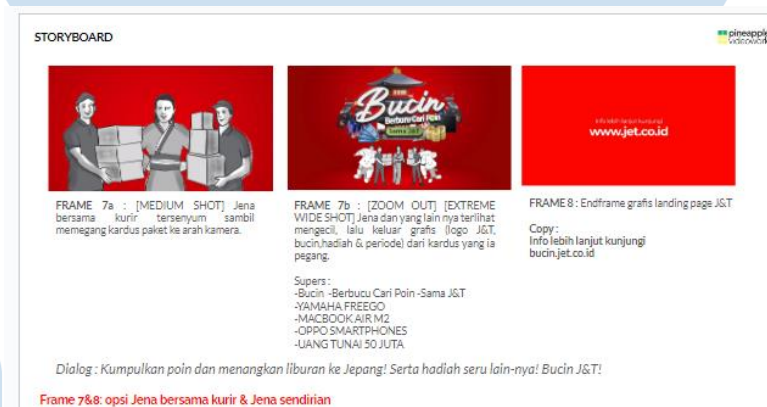 STORYBOARD
pineapple
videowork
Bucin
Berburu Cari Poin
Sama J&T
Info lebih lanjut kunjungi
www.jet.co.id
FRAME 7a : [MEDIUM SHOT] Jena
bersama kurir tersenyum sambil
memegang kardus paket ke arah kamera.
FRAME 7b : [ZOOM OUT] [EXTREME
WIDE SHOT] Jena dan yang lain nya terlihat
mengecil, lalu keluar grafis (logo J&T,
bucin,hadiah & periode) dari kardus yang ia
pegang.
Supers :
-Bucin -Berbucu Cari Poin -Sama J&T
-YAMAHA FREEGO
-MACBOOK AIR M2
-OPPO SMARTPHONES
-UANG TUNAI 50 JUTA
FRAME 8 : Endframe grafis landing page J&T
Copy :
Info lebih lanjut kunjungi
bucin.jet.co.id
Dialog : Kumpulkan poin dan menangkan liburan ke Jepang! Serta hadiah seru lain-nya! Bucin J&T!
Frame 7&8: opsi Jena bersama kurir & Jena sendirian